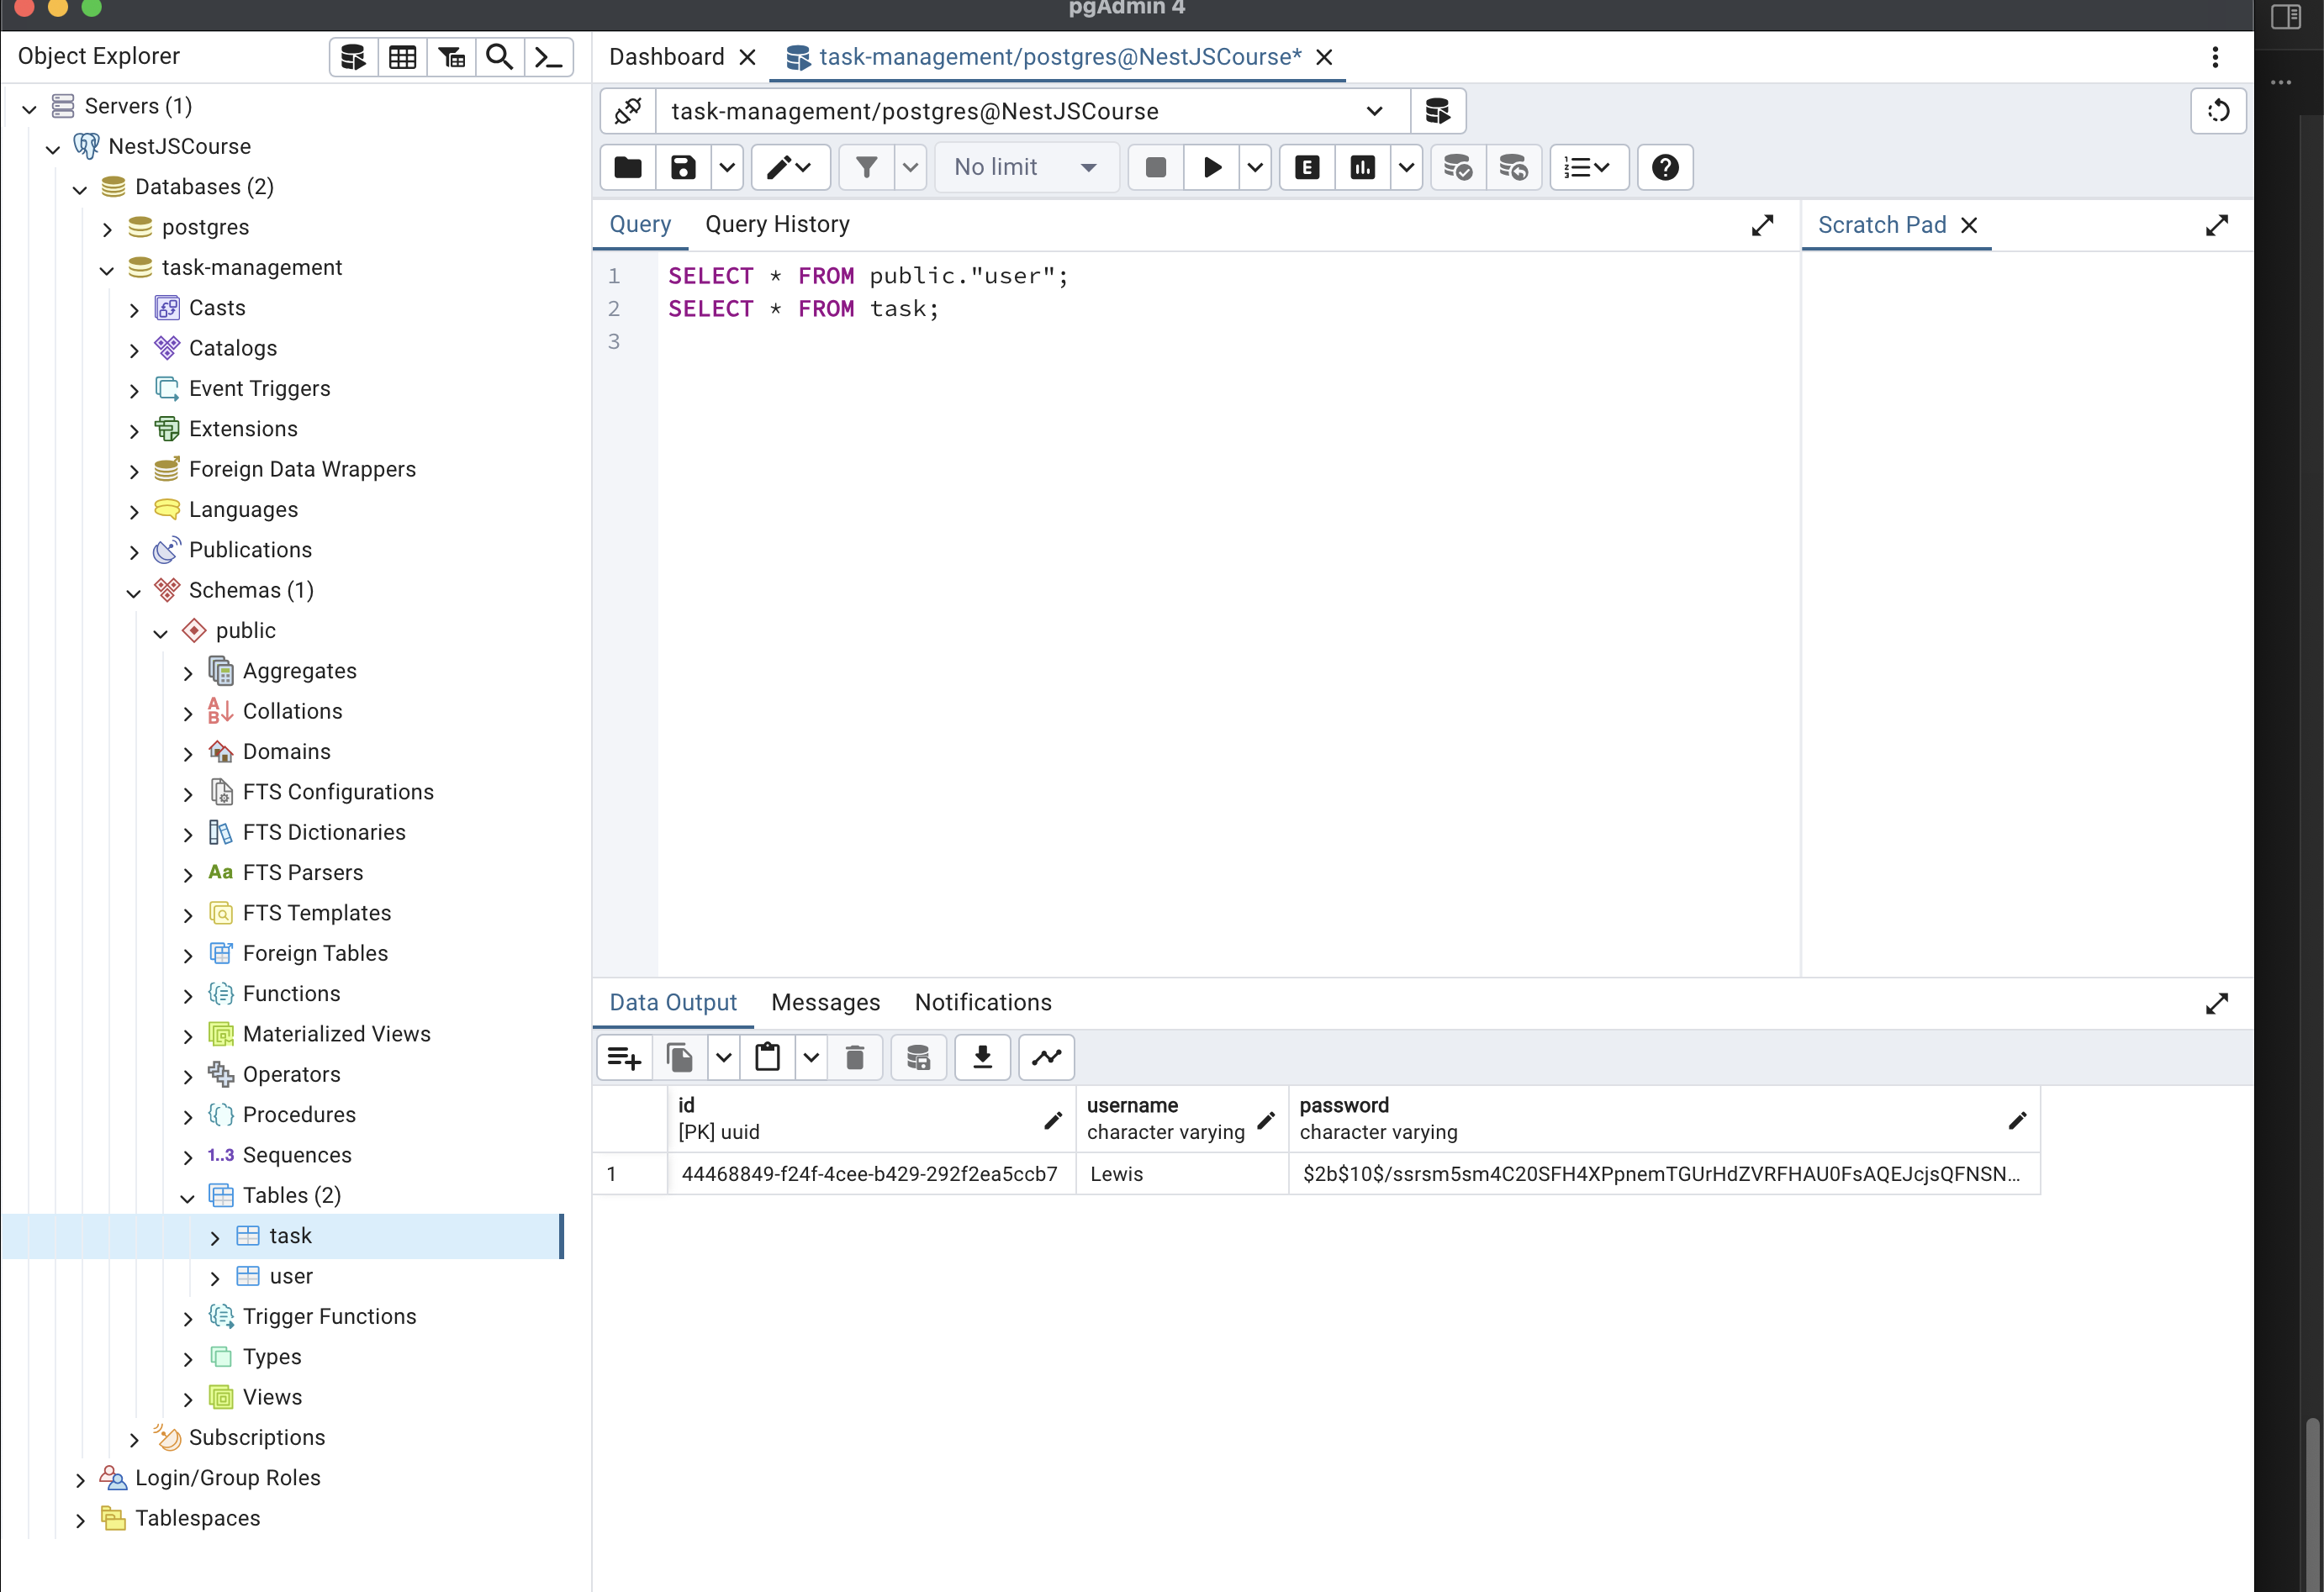 pgAdmin 4
Object Explorer
Servers (1)
NestJSCourse
Databases (2)
postgres
task-management
Casts
Catalogs
Event Triggers
Extensions
Foreign Data Wrappers
Languages
Publications
Schemas (1)
public
Aggregates
Collations
Domains
FTS Configurations
FTS Dictionaries
Aa FTS Parsers
FTS Templates
Foreign Tables
Functions
Materialized Views
Operators
Procedures
1..3 Sequences
Tables (2)
task
user
Trigger Functions
Types
Views
Subscriptions
Login/Group Roles
Tablespaces
Dashboard task-management/postgres@NestJSCourse*
task-management/postgres@NestJSCourse
No limit E
Query Query History Scratch Pad
1 SELECT * FROM public."user";
2 SELECT * FROM task;
3
Data Output Messages Notifications
id username password
[PK] uuid character varying character varying
1 44468849-f24f-4cee-b429-292f2ea5ccb7 Lewis $2b$10$/ssrsm5sm4C20SFH4XPpnemTGUrHdZVRFHAU0FsAQEJcjsQFNSN...